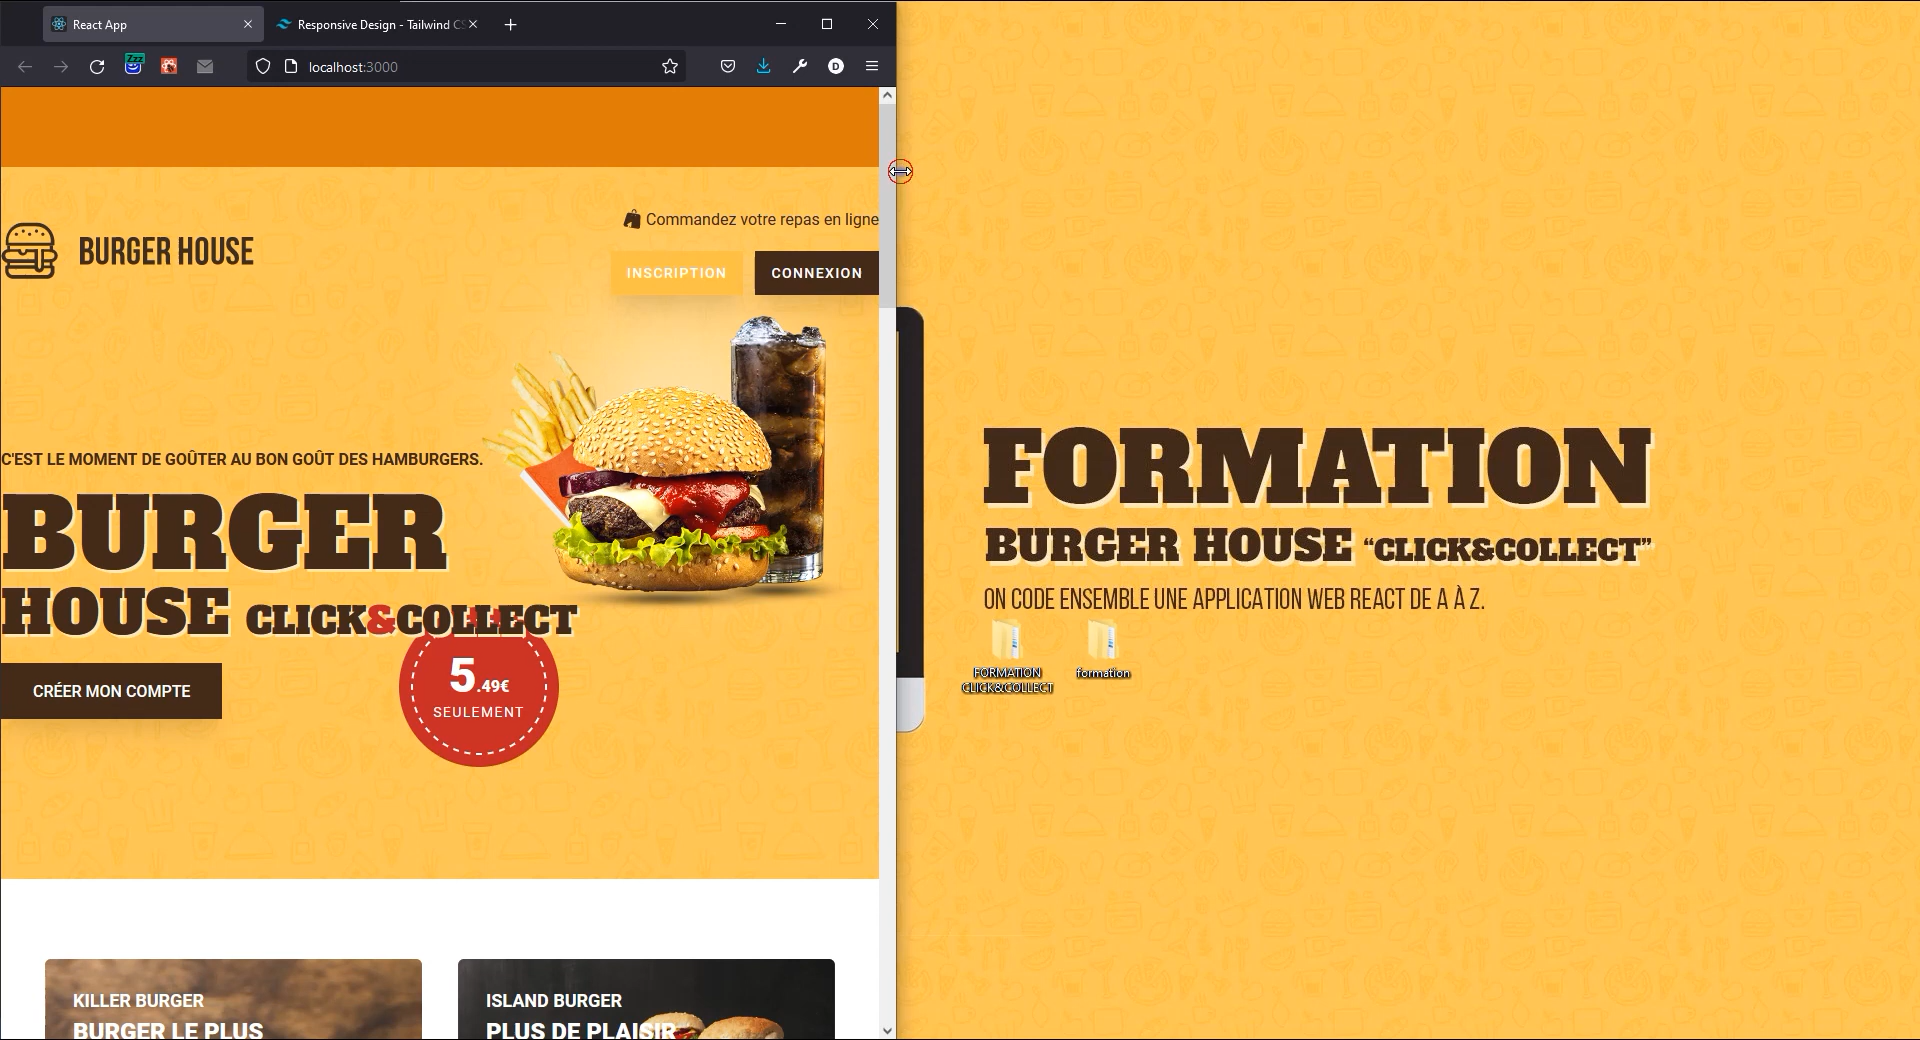 React App
Responsive Design - Tailwind CS
localhost:3000
Commandez votre repas en ligne
BURGER HOUSE
INSCRIPTION
CONNEXION
C'EST LE MOMENT DE GOÛTER AU BON GOÛT DES HAMBURGERS.
BURGER
HOUSE CLICK&COLLECT
5.49€
SEULEMENT
CRÉER MON COMPTE
KILLER BURGER
BURGER LE PLUS
ISLAND BURGER
PLUS DE PLAISIR
FORMATION
BURGER HOUSE “CLICK&COLLECT”
ON CODE ENSEMBLE UNE APPLICATION WEB REACT DE A À Z.
FORMATION
CLICK&COLLECT
formation